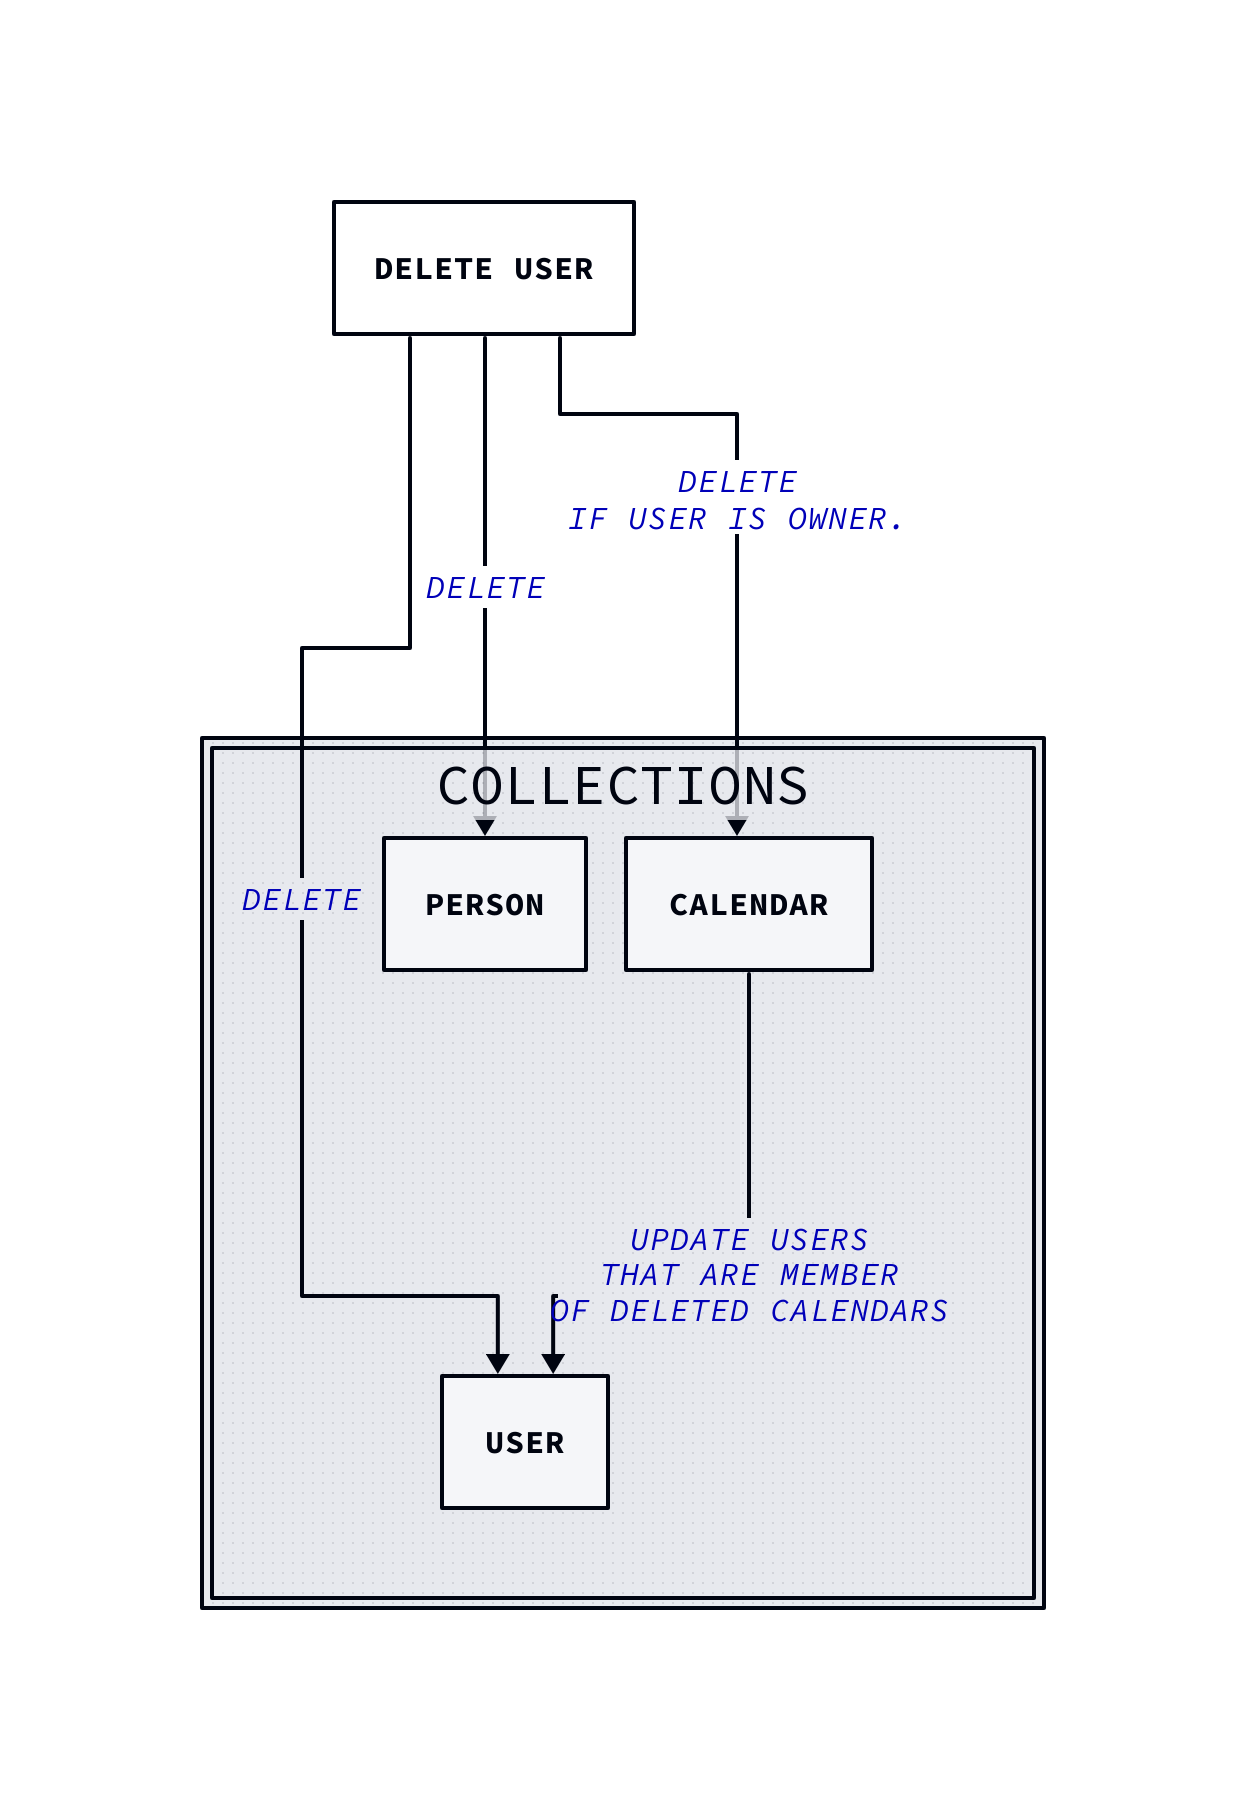 DELETE USER
DELETE
IF USER IS OWNER.
DELETE
COLLECTIONS
DELETE
PERSON
CALENDAR
UPDATE USERS
THAT ARE MEMBER
OF DELETED CALENDARS
USER